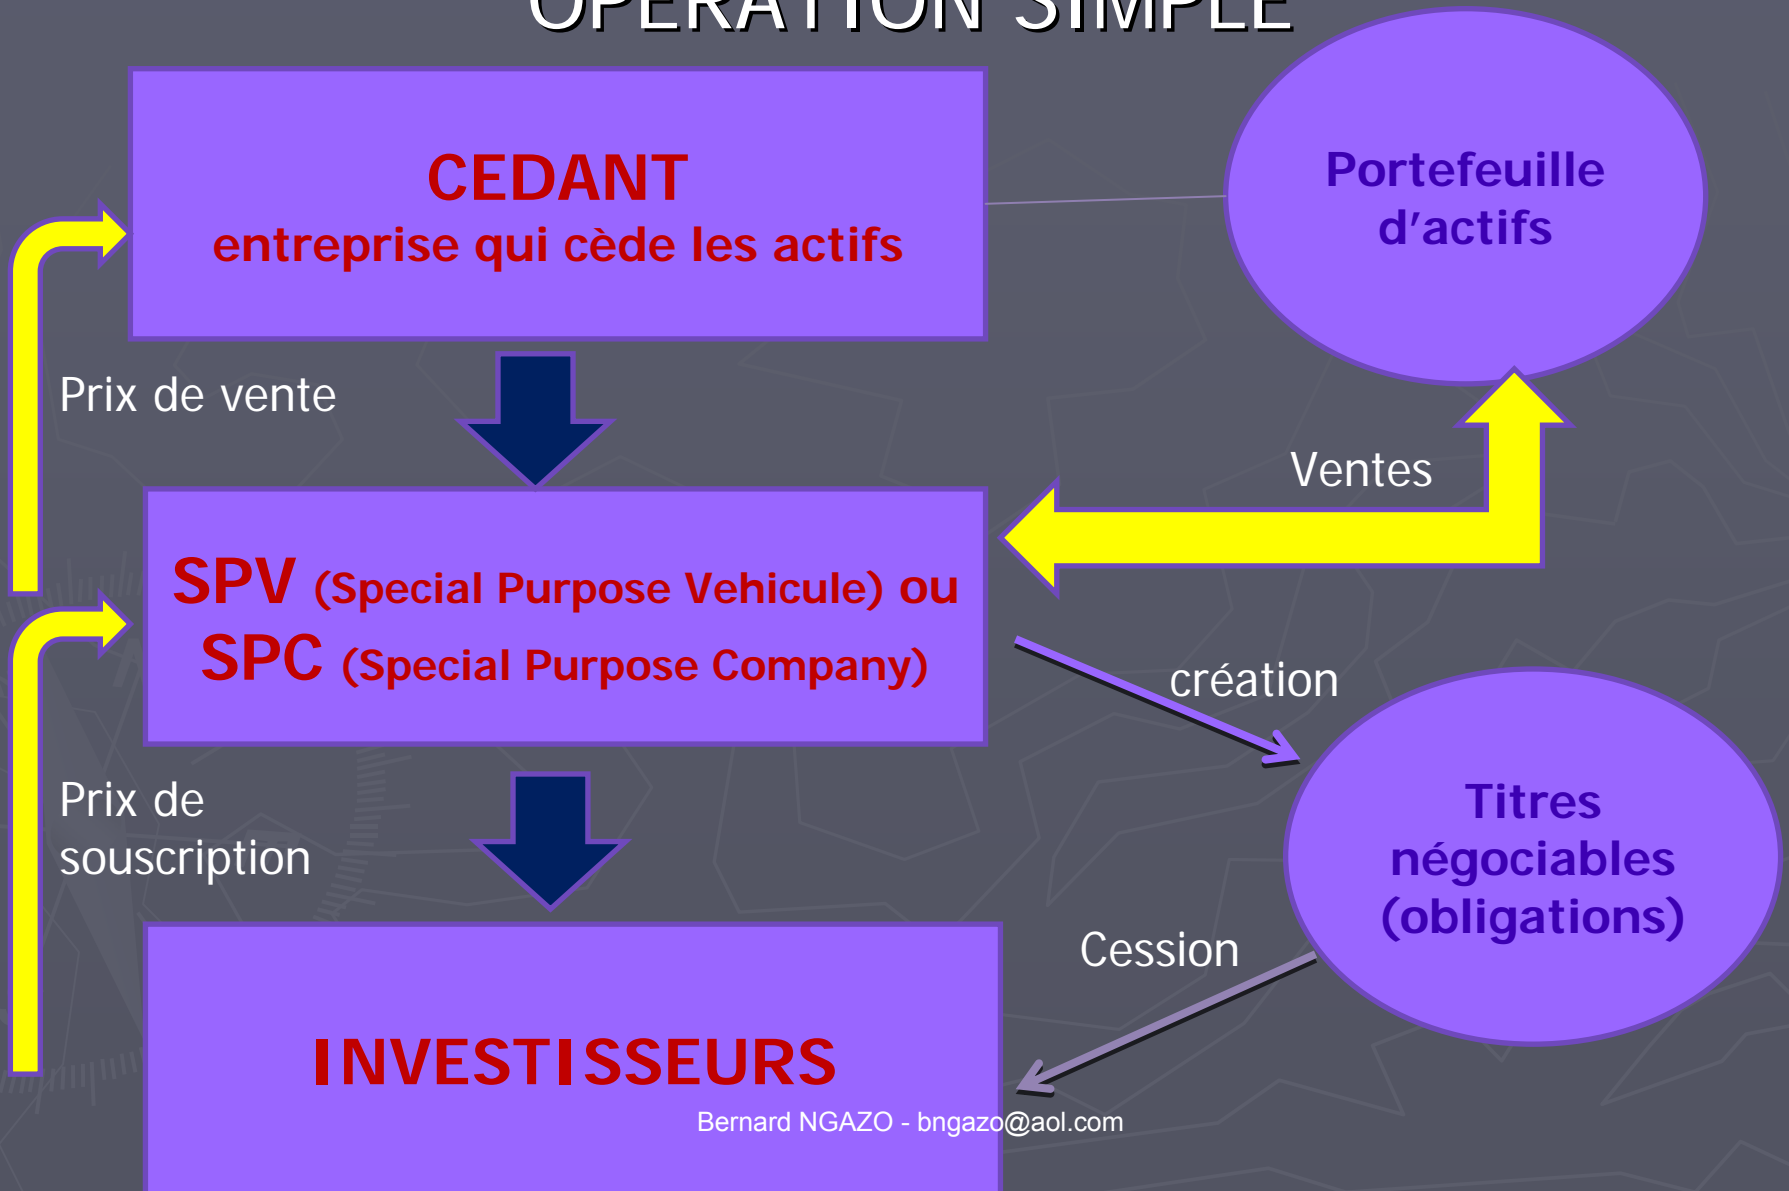 OPERATION SIMPLE
CEDANT
entreprise qui cède les actifs
Portefeuille
d’actifs
Prix de vente
Ventes
SPV (Special Purpose Vehicule) ou
SPC (Special Purpose Company)
création
Prix de
souscription
Titres
négociables
(obligations)
Cession
INVESTISSEURS
Bernard NGAZO - bngazo@aol.com